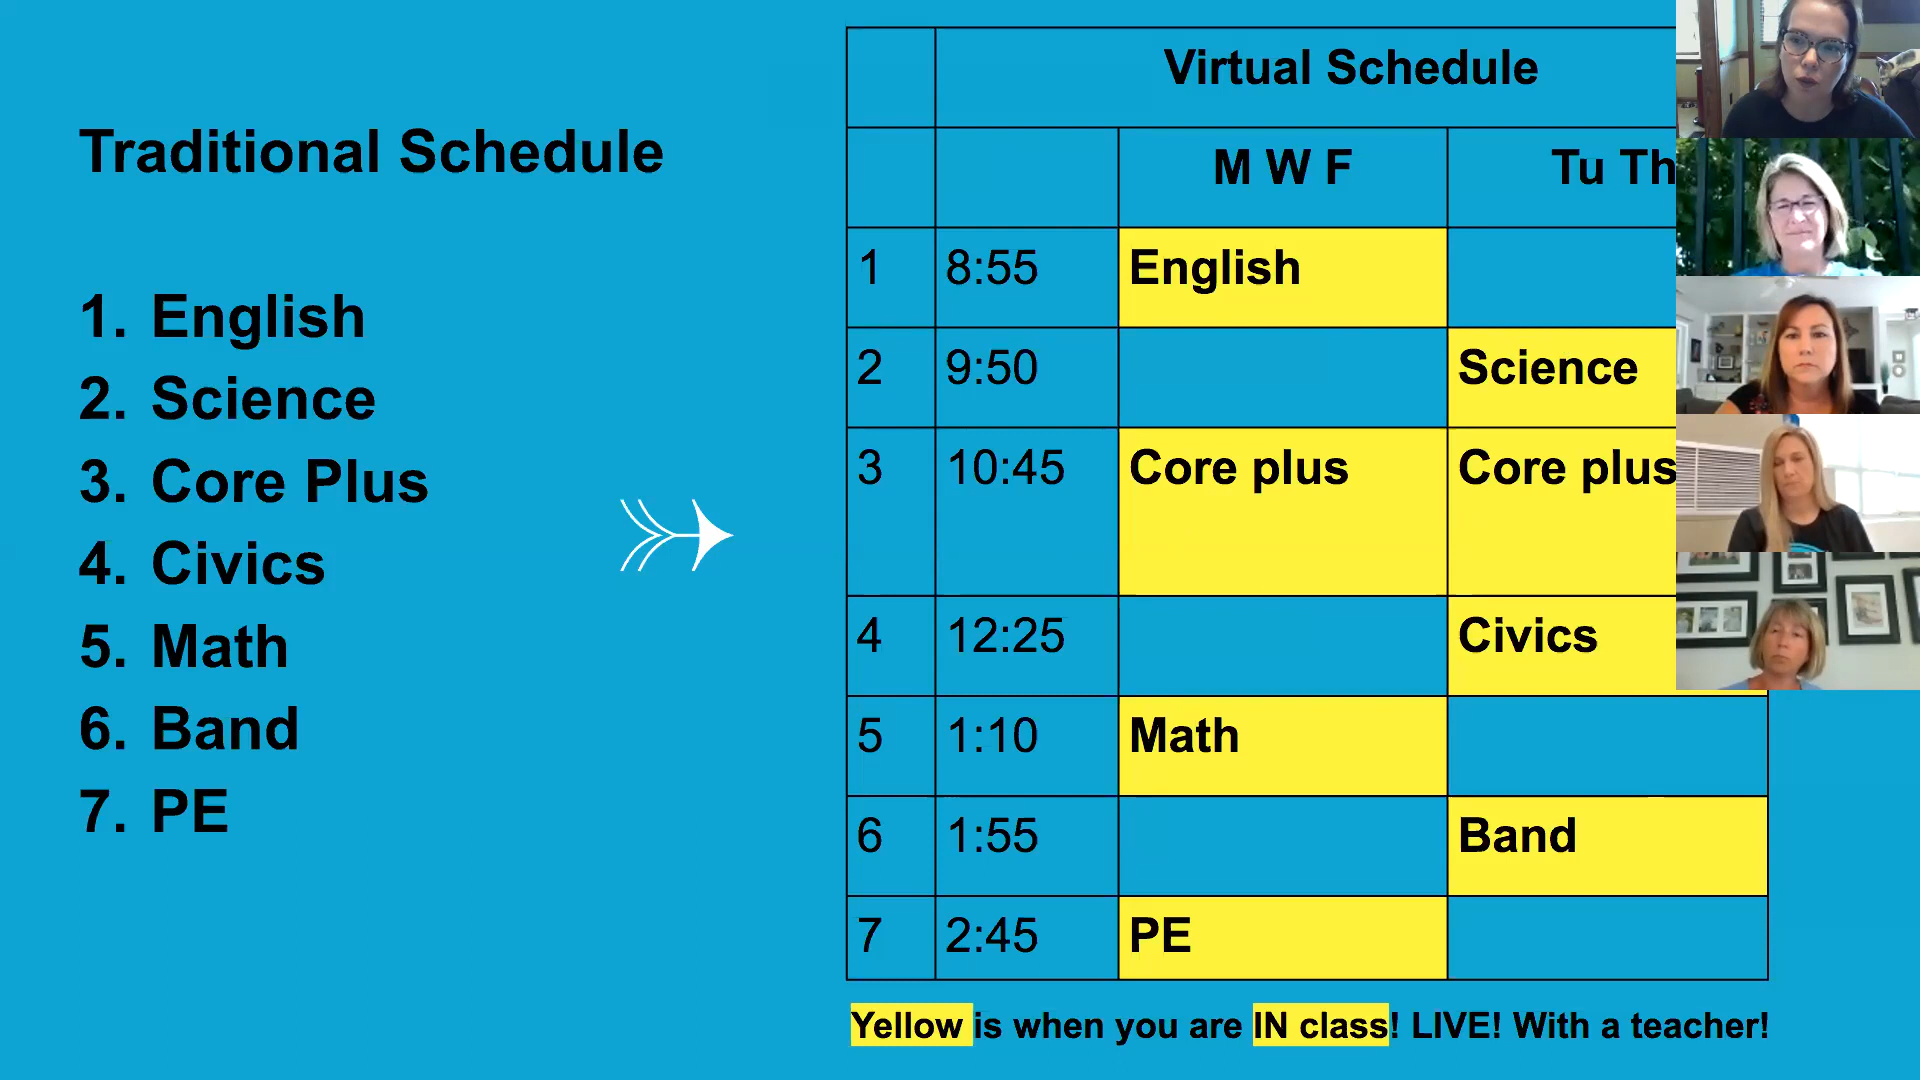 Traditional Schedule
1. English
2. Science
3. Core Plus
4. Civics
5. Math
6. Band
7. PE
Virtual Schedule
M W F Tu Th
1 8:55 English
2 9:50 Science
3 10:45 Core plus Core plus
4 12:25 Civics
5 1:10 Math
6 1:55 Band
7 2:45 PE
Yellow is when you are IN class! LIVE! With a teacher!